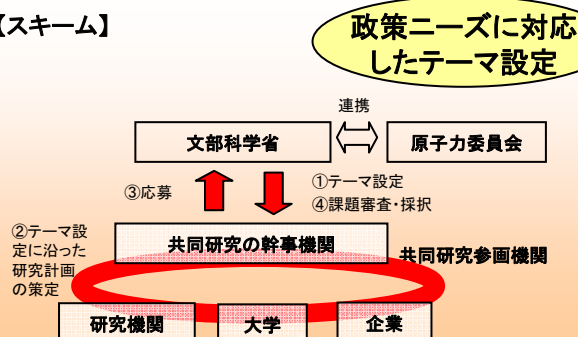 【スキーム】
政策ニーズに対応
したテーマ設定
連携
文部科学省
原子力委員会
③応募
①テーマ設定
④課題審査・採択
②テーマ設
定に沿った
研究計画
の策定
共同研究の幹事機関
共同研究参画機関
研究機関
大学
企業